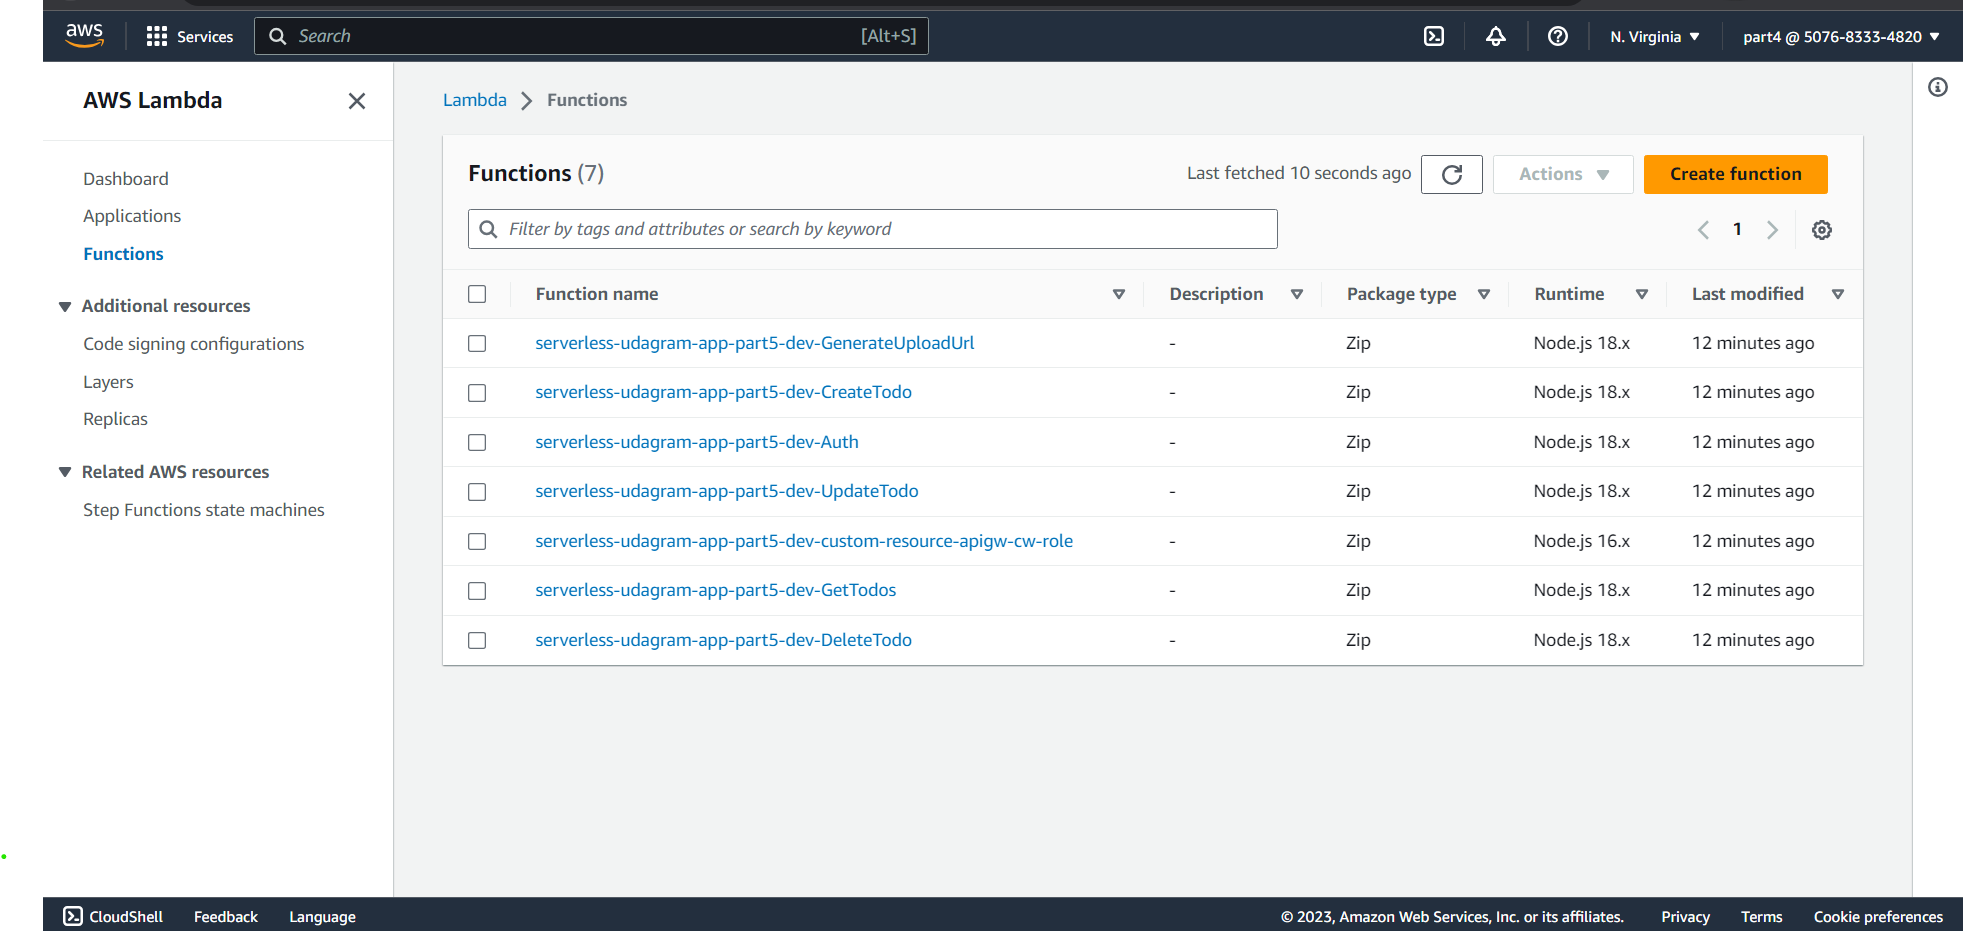 aws Services Search [Alt+S] N. Virginia part4 @ 5076-8333-4820
AWS Lambda
Dashboard
Applications
Functions
Additional resources
Code signing configurations
Layers
Replicas
Related AWS resources
Step Functions state machines
Lambda Functions
Functions (7) Last fetched 10 seconds ago Actions Create function
Filter by tags and attributes or search by keyword 1
Function name Description Package type Runtime Last modified
serverless-udagram-app-part5-dev-GenerateUploadUrl - Zip Node.js 18.x 12 minutes ago
serverless-udagram-app-part5-dev-CreateTodo - Zip Node.js 18.x 12 minutes ago
serverless-udagram-app-part5-dev-Auth - Zip Node.js 18.x 12 minutes ago
serverless-udagram-app-part5-dev-UpdateTodo - Zip Node.js 18.x 12 minutes ago
serverless-udagram-app-part5-dev-custom-resource-apigw-cw-role - Zip Node.js 16.x 12 minutes ago
serverless-udagram-app-part5-dev-GetTodos - Zip Node.js 18.x 12 minutes ago
serverless-udagram-app-part5-dev-DeleteTodo - Zip Node.js 18.x 12 minutes ago
CloudShell Feedback Language © 2023, Amazon Web Services, Inc. or its affiliates. Privacy Terms Cookie preferences